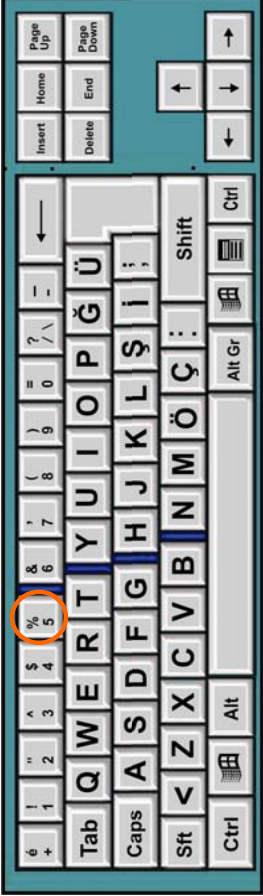 é ! " ^ $ % & ' ( ) = ? _ Insert Home Page Up
+ 1 2 3 4 5 6 7 8 9 0 / \ - Delete End Page Down
Tab Q W E R T Y U I O P Ğ Ü
Caps A S D F G H J K L Ş İ ; ,
Sft < Z X C V B N M Ö Ç : . Shift
Ctrl Alt Alt Gr Ctrl